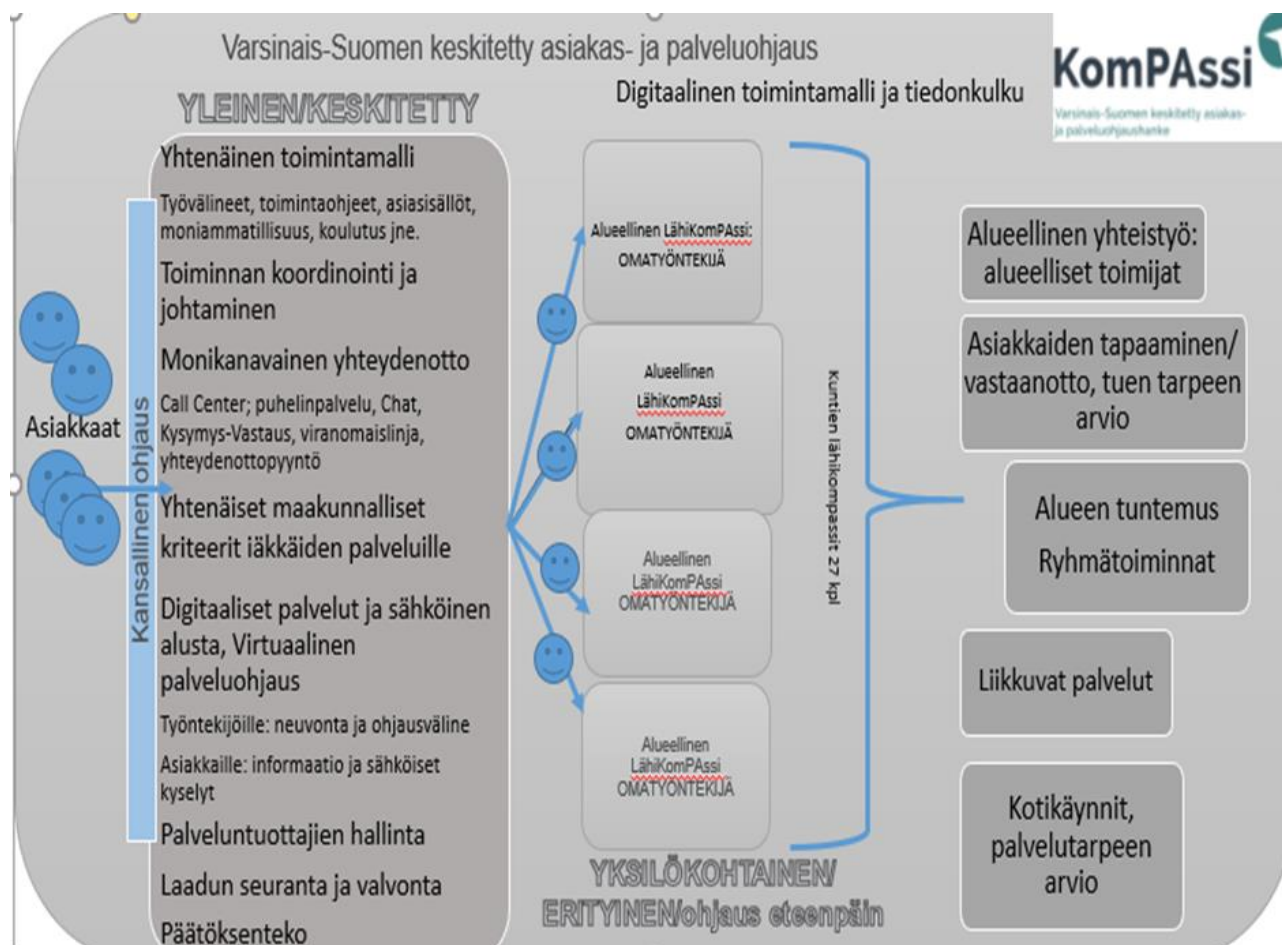 Varsinais-Suomen keskitetty asiakas- ja palveluohjaus
KomPAssi
Varsinais-Suomen keskitetty asiakas-
ja palveluohjaushanke
Digitaalinen toimintamalli ja tiedonkulku
YLEINEN/KESKITETTY
Asiakkaat
Kansallinen ohjaus
Yhtenäinen toimintamalli
Työvälineet, toimintaohjeet, asiasisällöt,
moniammatillisuus, koulutus jne.
Toiminnan koordinointi ja
johtaminen
Monikanavainen yhteydenotto
Call Center; puhelinpalvelu, Chat,
Kysymys-Vastaus, viranomaislinja,
yhteydenottopyyntö
Yhtenäiset maakunnalliset
kriteerit iäkkäiden palveluille
Digitaaliset palvelut ja sähköinen
alusta, Virtuaalinen
palveluohjaus
Työntekijöille: neuvonta ja ohjausväline
Asiakkaille: informaatio ja sähköiset
kyselyt
Palveluntuottajien hallinta
Laadun seuranta ja valvonta
Päätöksenteko
Alueellinen LähiKomPAssi:
OMATYÖNTEKIJÄ
Alueellinen
LähiKomPAssi
OMATYÖNTEKIJÄ
Alueellinen
LähiKomPAssi
OMATYÖNTEKIJÄ
Alueellinen
LähiKomPAssi
OMATYÖNTEKIJÄ
YKSILÖKOHTAINEN/
ERITYINEN/ohjaus eteenpäin
Kuntien lähikompassit 27 kpl
Alueellinen yhteistyö:
alueelliset toimijat
Asiakkaiden tapaaminen/
vastaanotto, tuen tarpeen
arvio
Alueen tuntemus
Ryhmätoiminnat
Liikkuvat palvelut
Kotikäynnit,
palvelutarpeen
arvio